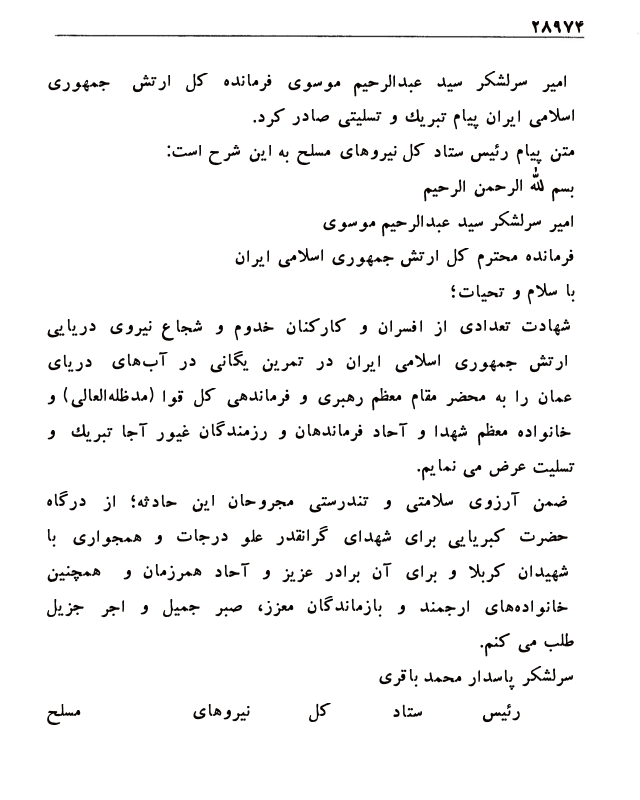 ۲۸۹۷۴
امیر سرلشکر سید عبدالرحیم موسوی فرمانده کل ارتش جمهوری
اسلامی ایران پیام تبریك و تسلیتی صادر کرد.
متن پیام رئیس ستاد کل نیروهای مسلح به این شرح است:
بسم لله الرحمن الرحیم
امیر سرلشکر سید عبدالرحیم موسوی
فرمانده محترم کل ارتش جمهوری اسلامی ایران
با سلام و تحیات؛
شهادت تعدادی از افسران و کارکنان خدوم و شجاع نیروی دریایی
ارتش جمهوری اسلامی ایران در تمرین یگانی در آب‌های دریای
عمان را به محضر مقام معظم رهبری و فرماندهی کل قوا (مدظله‌العالی) و
خانواده معظم شهدا و آحاد فرماندهان و رزمندگان غیور آجا تبریك و
تسلیت عرض می نمایم.
ضمن آرزوی سلامتی و تندرستی مجروحان این حادثه؛ از درگاه
حضرت کبریایی برای شهدای گرانقدر علو درجات و همجواری با
شهیدان کربلا و برای آن برادر عزیز و آحاد همرزمان و همچنین
خانواده‌های ارجمند و بازماندگان معزز، صبر جمیل و اجر جزیل
طلب می کنم.
سرلشکر پاسدار محمد باقری
رئیس ستاد کل نیروهای مسلح